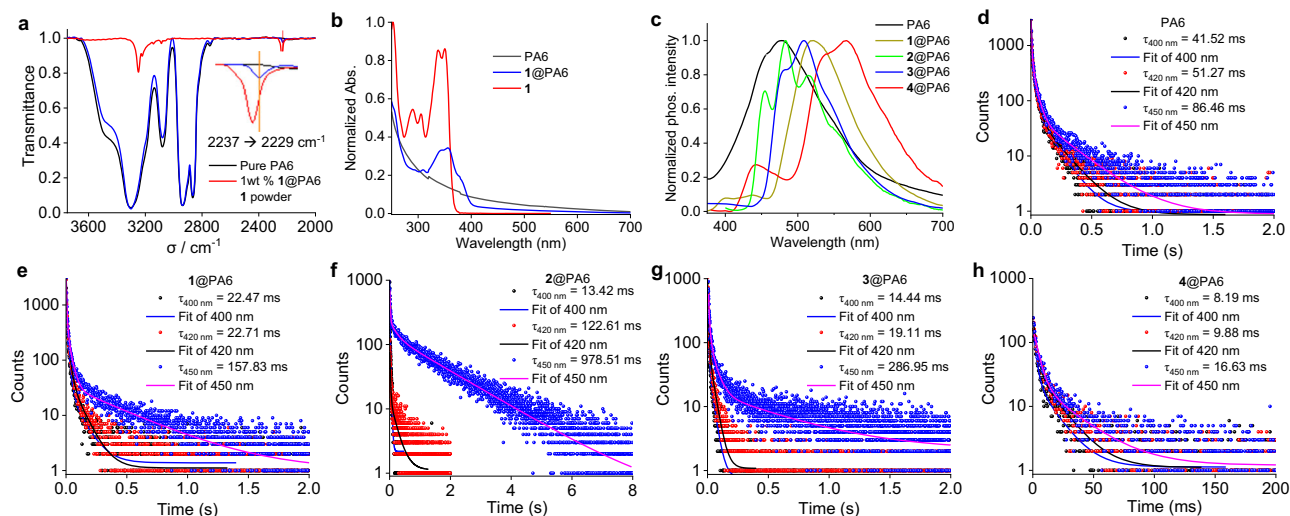 a
Transmittance
1.0
0.8
0.6
0.4
0.2
0.0
3600
3200
2800
2400
2000
σ / cm⁻¹
2237 → 2229 cm⁻¹
Pure PA6
1wt % 1@PA6
1 powder
b
Normalized Abs.
1.0
0.8
0.6
0.4
0.2
0.0
300
400
500
600
700
Wavelength (nm)
PA6
1@PA6
1
c
Normalized phos. intensity
1.0
0.8
0.6
0.4
0.2
0.0
400
500
600
700
Wavelength (nm)
PA6
1@PA6
2@PA6
3@PA6
4@PA6
d
Counts
1000
100
10
1
0.0
0.5
1.0
1.5
2.0
Time (s)
PA6
τ400 nm = 41.52 ms
Fit of 400 nm
τ420 nm = 51.27 ms
Fit of 420 nm
τ450 nm = 86.46 ms
Fit of 450 nm
e
Counts
1000
100
10
1
0.0
0.5
1.0
1.5
2.0
Time (s)
1@PA6
τ400 nm = 22.47 ms
Fit of 400 nm
τ420 nm = 22.71 ms
Fit of 420 nm
τ450 nm = 157.83 ms
Fit of 450 nm
f
Counts
1000
100
10
1
0
2
4
6
8
Time (s)
2@PA6
τ400 nm = 13.42 ms
Fit of 400 nm
τ420 nm = 122.61 ms
Fit of 420 nm
τ450 nm = 978.51 ms
Fit of 450 nm
g
Counts
1000
100
10
1
0.0
0.5
1.0
1.5
2.0
Time (s)
3@PA6
τ400 nm = 14.44 ms
Fit of 400 nm
τ420 nm = 19.11 ms
Fit of 420 nm
τ450 nm = 286.95 ms
Fit of 450 nm
h
Counts
1000
100
10
1
0
50
100
150
200
Time (ms)
4@PA6
τ400 nm = 8.19 ms
Fit of 400 nm
τ420 nm = 9.88 ms
Fit of 420 nm
τ450 nm = 16.63 ms
Fit of 450 nm